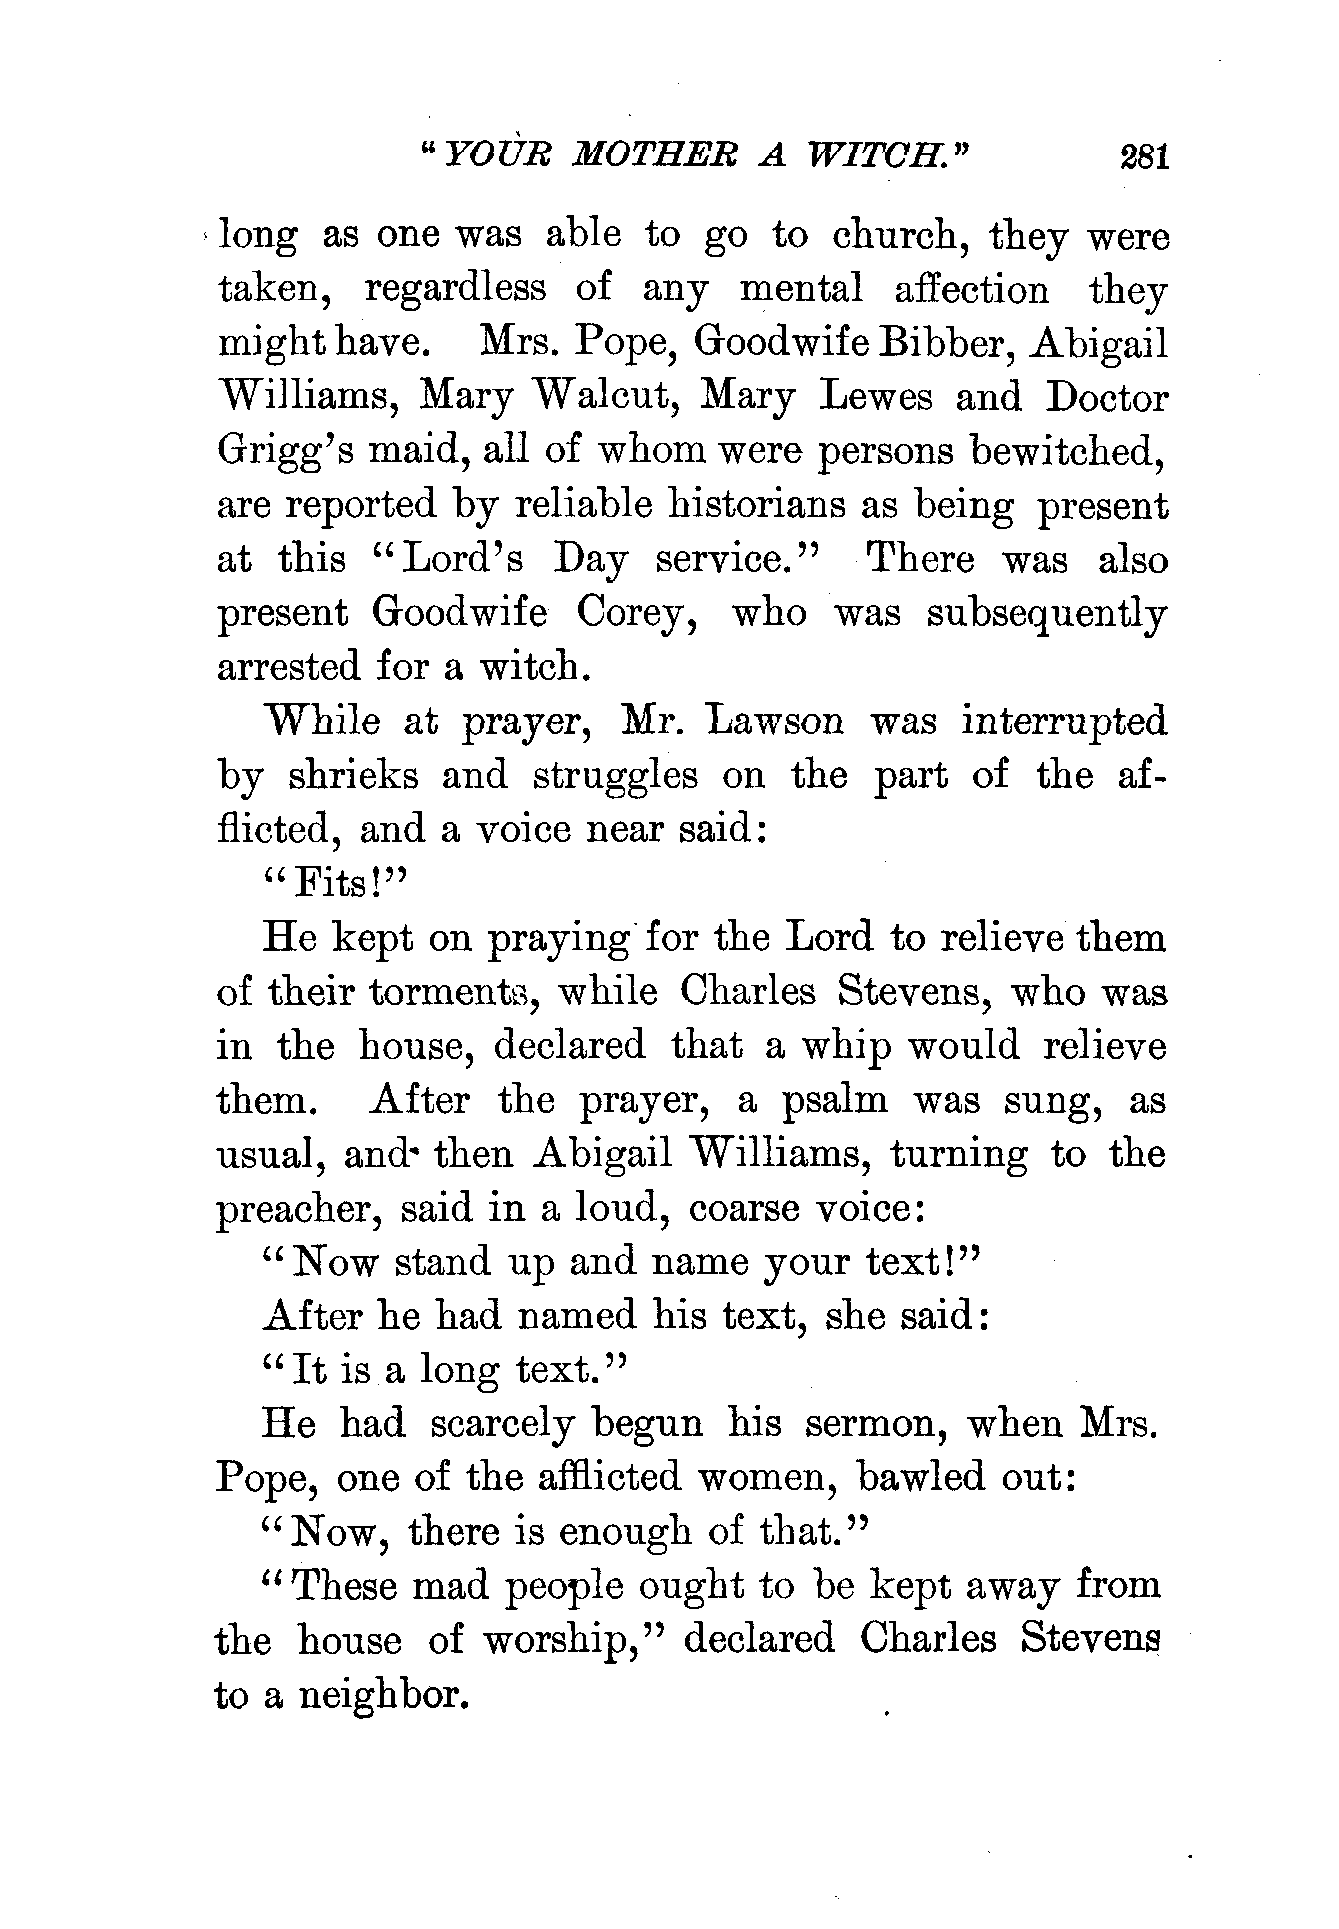 "YOUR MOTHER A WITCH." 281
long as one was able to go to church, they were
taken, regardless of any mental affection they
might have. Mrs. Pope, Goodwife Bibber, Abigail
Williams, Mary Walcut, Mary Lewes and Doctor
Grigg's maid, all of whom were persons bewitched,
are reported by reliable historians as being present
at this "Lord's Day service." There was also
present Goodwife Corey, who was subsequently
arrested for a witch.
While at prayer, Mr. Lawson was interrupted
by shrieks and struggles on the part of the af-
flicted, and a voice near said:
"Fits!"
He kept on praying for the Lord to relieve them
of their torments, while Charles Stevens, who was
in the house, declared that a whip would relieve
them. After the prayer, a psalm was sung, as
usual, and then Abigail Williams, turning to the
preacher, said in a loud, coarse voice:
"Now stand up and name your text!"
After he had named his text, she said:
"It is a long text."
He had scarcely begun his sermon, when Mrs.
Pope, one of the afflicted women, bawled out:
"Now, there is enough of that."
"These mad people ought to be kept away from
the house of worship," declared Charles Stevens
to a neighbor.